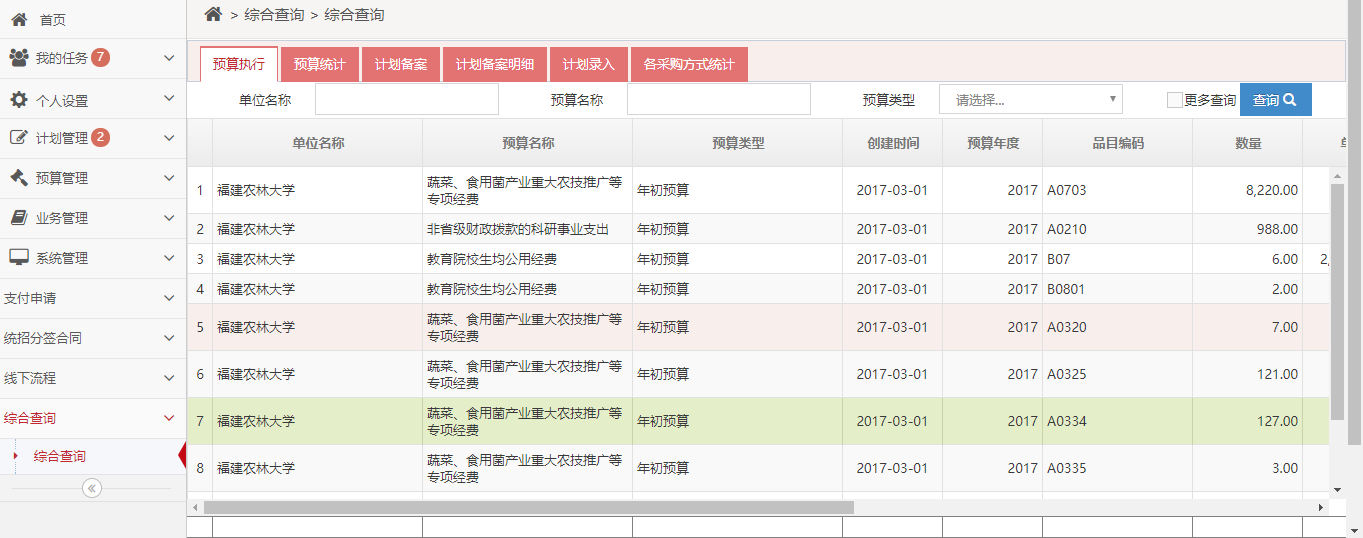 首页
我的任务 7
个人设置
计划管理 2
预算管理
业务管理
系统管理
支付申请
统招分签合同
线下流程
综合查询
综合查询
> 综合查询 > 综合查询
预算执行 预算统计 计划备案 计划备案明细 计划录入 各采购方式统计
单位名称 预算名称 预算类型 请选择... 更多查询 查询
单位名称 预算名称 预算类型 创建时间 预算年度 品目编码 数量
1 福建农林大学 蔬菜、食用菌产业重大农技推广等 年初预算 2017-03-01 2017 A0703 8,220.00
专项经费
2 福建农林大学 非省级财政拨款的科研事业支出 年初预算 2017-03-01 2017 A0210 988.00
3 福建农林大学 教育院校生均公用经费 年初预算 2017-03-01 2017 B07 6.00 2,
4 福建农林大学 教育院校生均公用经费 年初预算 2017-03-01 2017 B0801 2.00
5 福建农林大学 蔬菜、食用菌产业重大农技推广等 年初预算 2017-03-01 2017 A0320 7.00
专项经费
6 福建农林大学 蔬菜、食用菌产业重大农技推广等 年初预算 2017-03-01 2017 A0325 121.00
专项经费
7 福建农林大学 蔬菜、食用菌产业重大农技推广等 年初预算 2017-03-01 2017 A0334 127.00
专项经费
8 福建农林大学 蔬菜、食用菌产业重大农技推广等 年初预算 2017-03-01 2017 A0335 3.00
专项经费